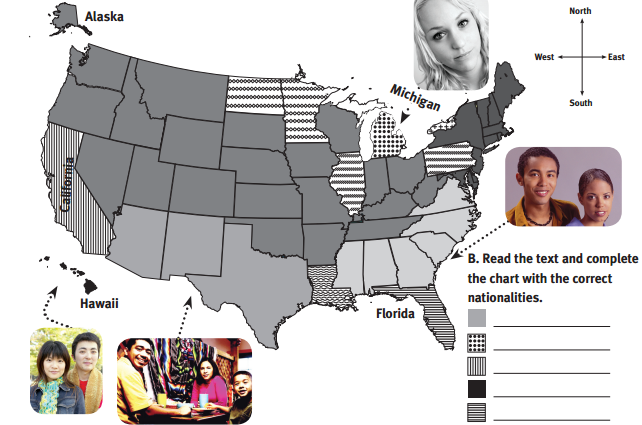 Alaska
North
West
East
South
Michigan
California
Hawaii
Florida
B. Read the text and complete
the chart with the correct
nationalities.